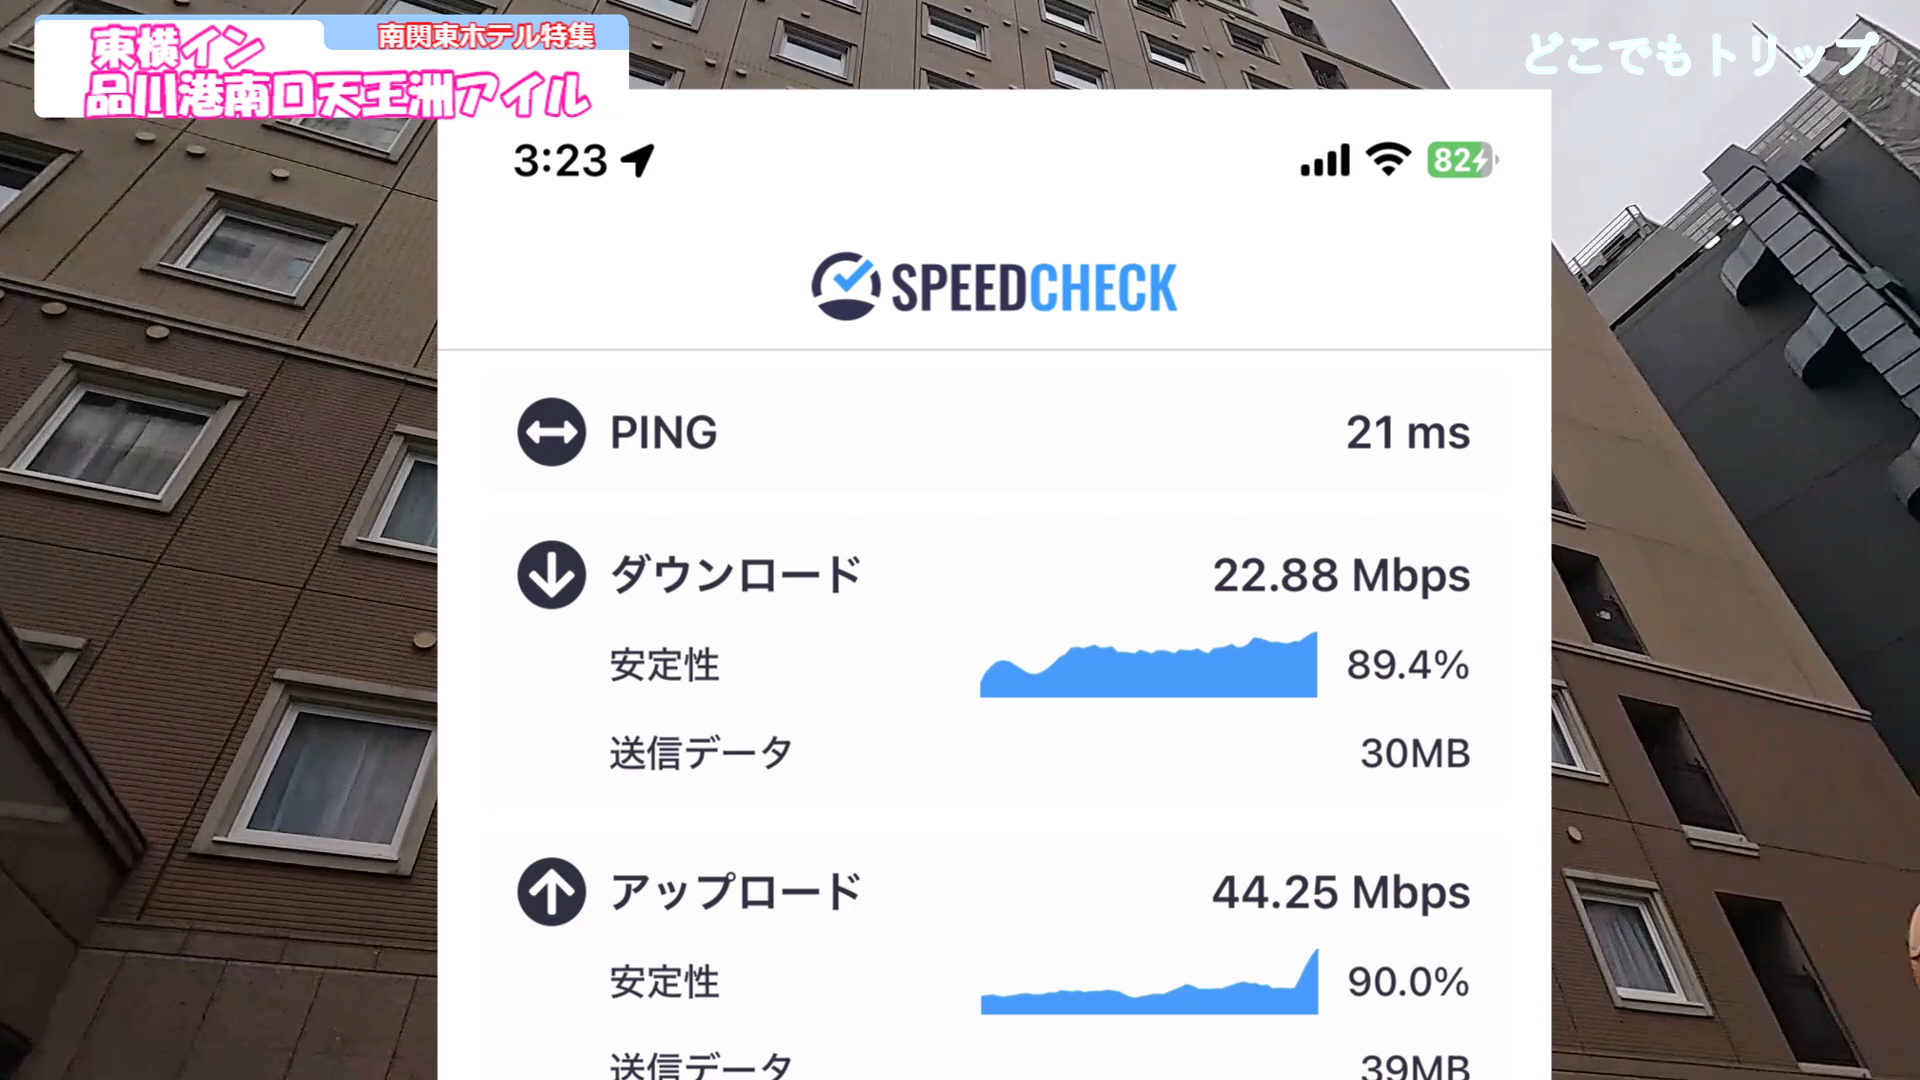 南関東ホテル特集
東横イン
品川港南口天王洲アイル
どこでもトリップ
3:23
82
SPEEDCHECK
PING 21 ms
ダウンロード 22.88 Mbps
安定性 89.4%
送信データ 30MB
アップロード 44.25 Mbps
安定性 90.0%
送信データ 39MB